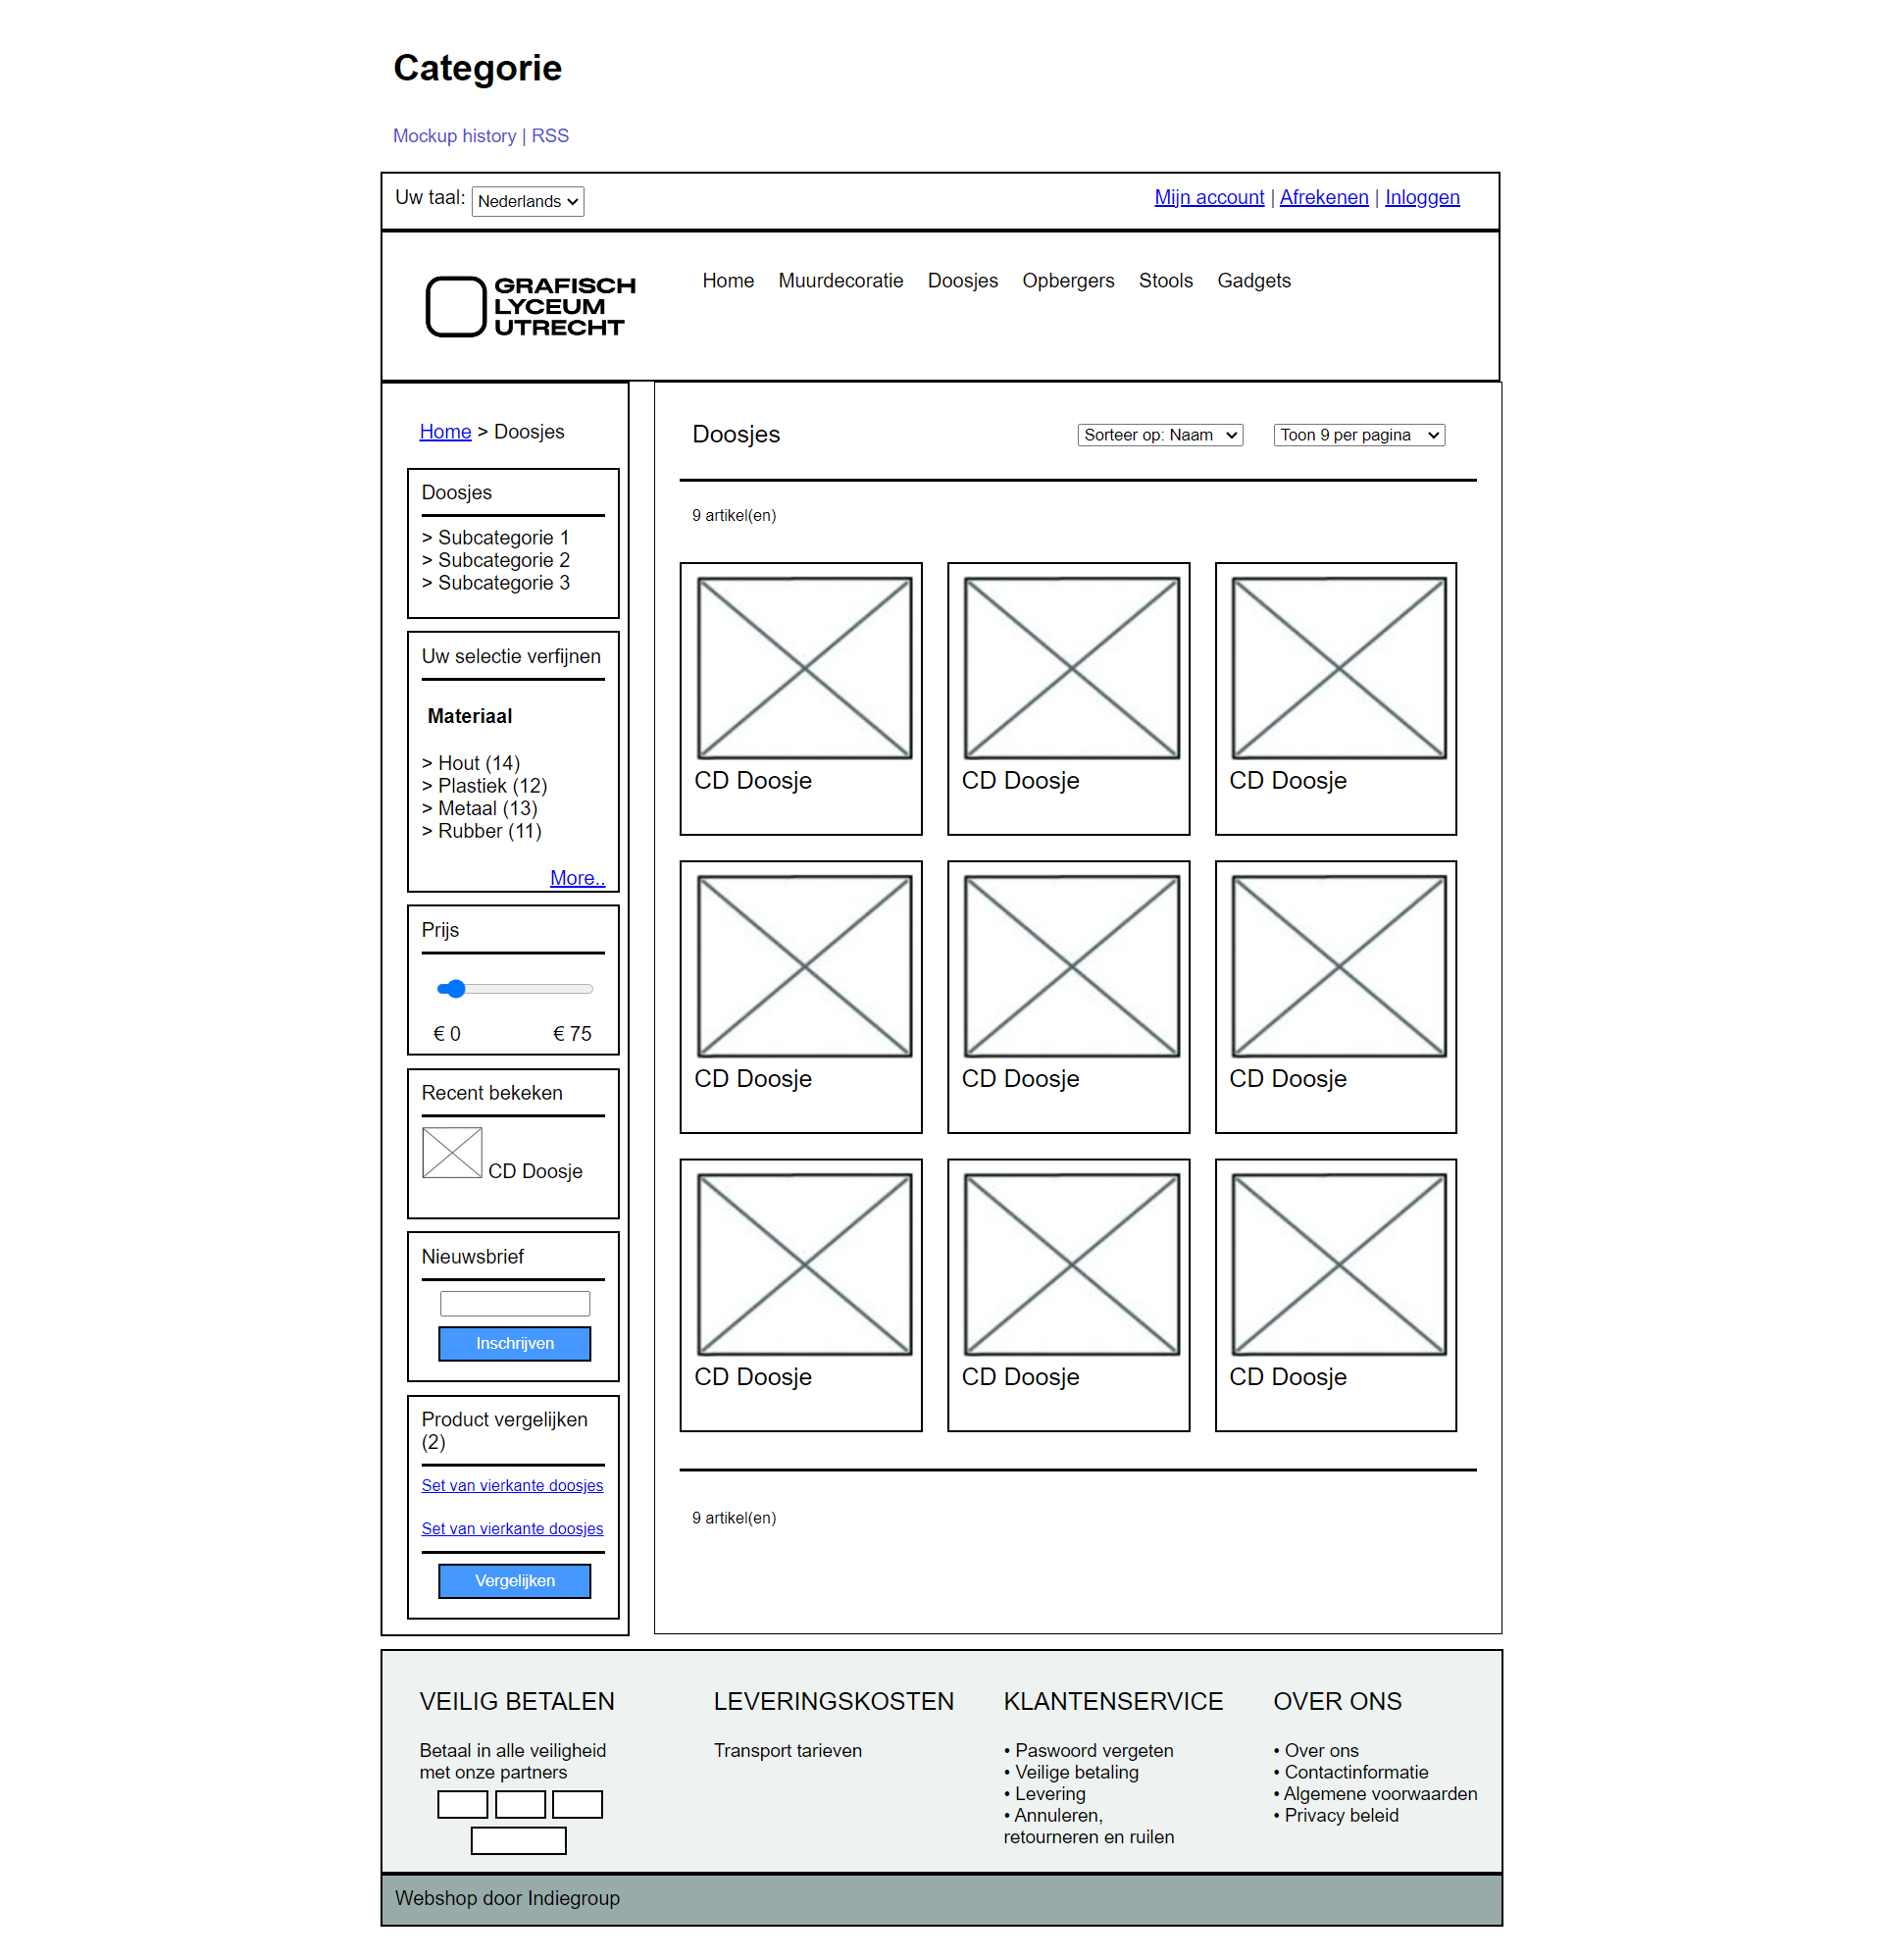 Categorie
Mockup history | RSS
Uw taal: Nederlands
Mijn account | Afrekenen | Inloggen
GRAFISCH
LYCEUM
UTRECHT
Home Muurdecoratie Doosjes Opbergers Stools Gadgets
Home > Doosjes
Doosjes
> Subcategorie 1
> Subcategorie 2
> Subcategorie 3
Uw selectie verfijnen
Materiaal
> Hout (14)
> Plastiek (12)
> Metaal (13)
> Rubber (11)
More..
Prijs
€ 0 € 75
Recent bekeken
CD Doosje
Nieuwsbrief
Inschrijven
Product vergelijken
(2)
Set van vierkante doosjes
Set van vierkante doosjes
Vergelijken
Doosjes
Sorteer op: Naam
Toon 9 per pagina
9 artikel(en)
CD Doosje
CD Doosje
CD Doosje
CD Doosje
CD Doosje
CD Doosje
CD Doosje
CD Doosje
CD Doosje
9 artikel(en)
VEILIG BETALEN
Betaal in alle veiligheid
met onze partners
LEVERINGSKOSTEN
Transport tarieven
KLANTENSERVICE
• Paswoord vergeten
• Veilige betaling
• Levering
• Annuleren,
retourneren en ruilen
OVER ONS
• Over ons
• Contactinformatie
• Algemene voorwaarden
• Privacy beleid
Webshop door Indiegroup